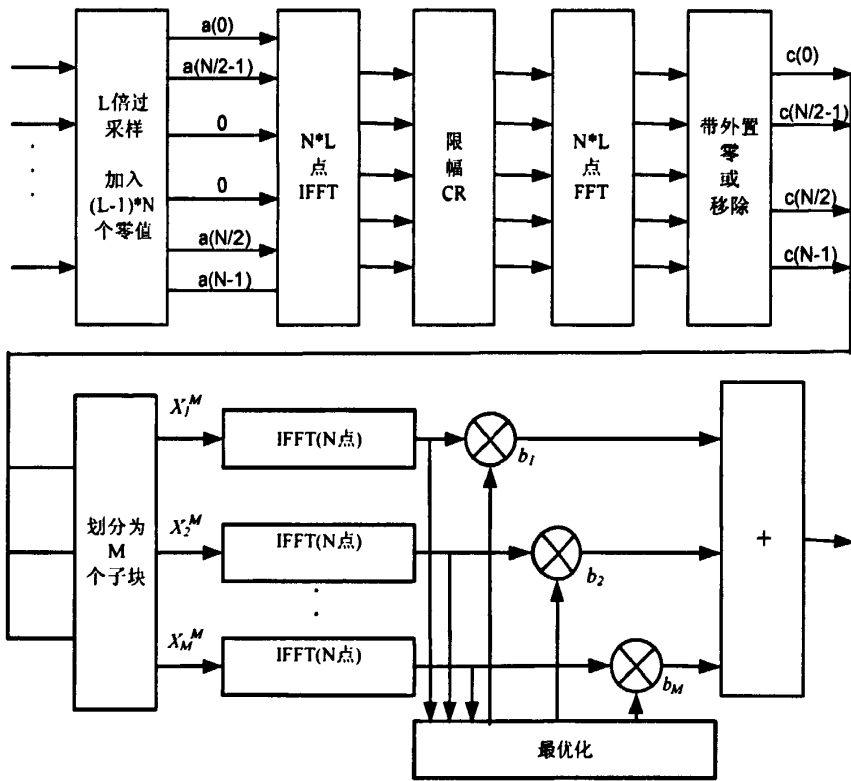 L倍过
采样
加入
(L-1)*N
个零值
a(0)
a(N/2-1)
0
0
a(N/2)
a(N-1)
N*L
点
IFFT
限
幅
CR
N*L
点
FFT
带外置
零
或
移除
c(0)
c(N/2-1)
c(N/2)
c(N-1)
划分为
M
个子块
X₁ᴹ
IFFT(N点)
b₁
X₂ᴹ
IFFT(N点)
b₂
X_Mᴹ
IFFT(N点)
b_M
+
最优化